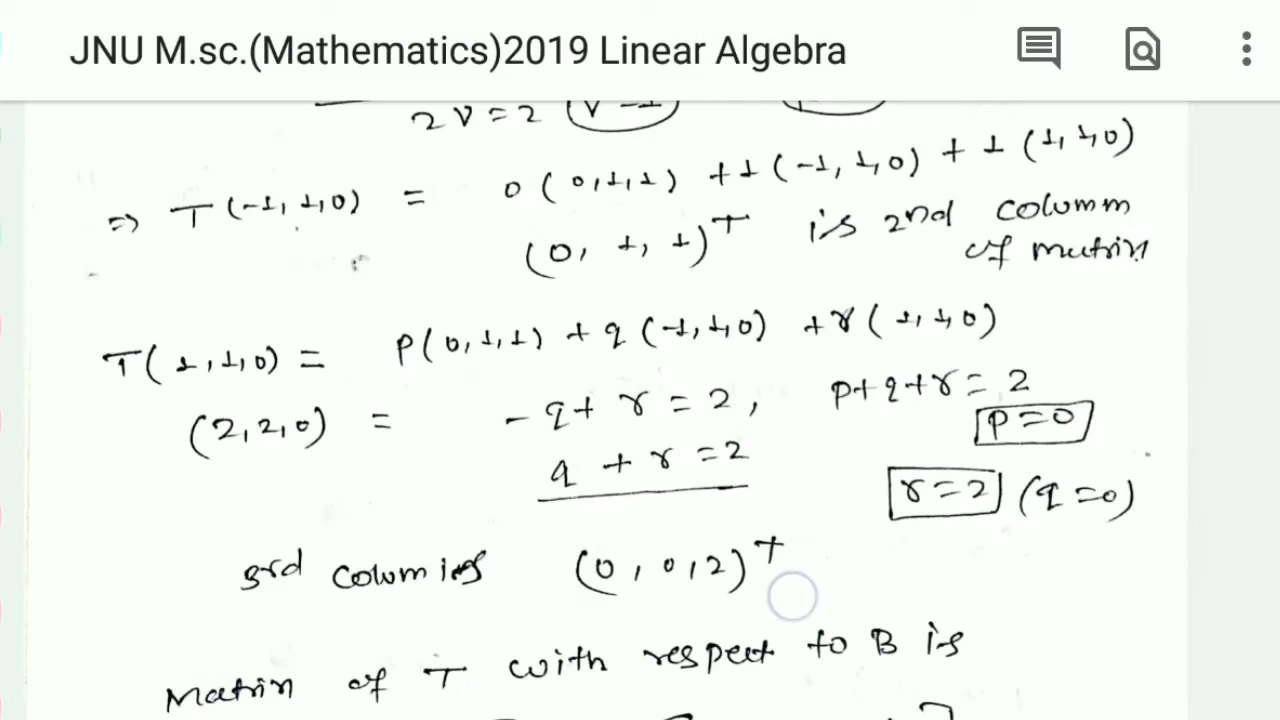 JNU M.sc.(Mathematics)2019 Linear Algebra
2V=2
=> T(-1,1,0) = 0(0,1,1) +1(-1,1,0) + 1(1,1,0)
(0, 1, 1)^T is 2nd column
of matrix
T(1,1,0) = p(0,1,1) + q(-1,1,0) + r(1,1,0)
(2,2,0) = -q+ r = 2, p+q+r= 2
p=0
q + r =2
r=2 (q=0)
3rd colum is (0,0,2)^T
Matrix of T with respect to B is